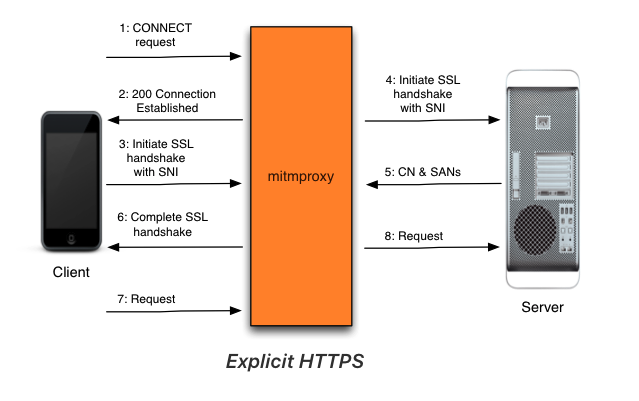 1: CONNECT
request
2: 200 Connection
Established
3: Initiate SSL
handshake
with SNI
6: Complete SSL
handshake
7: Request
Client
mitmproxy
4: Initiate SSL
handshake
with SNI
5: CN & SANs
8: Request
Server
Explicit HTTPS